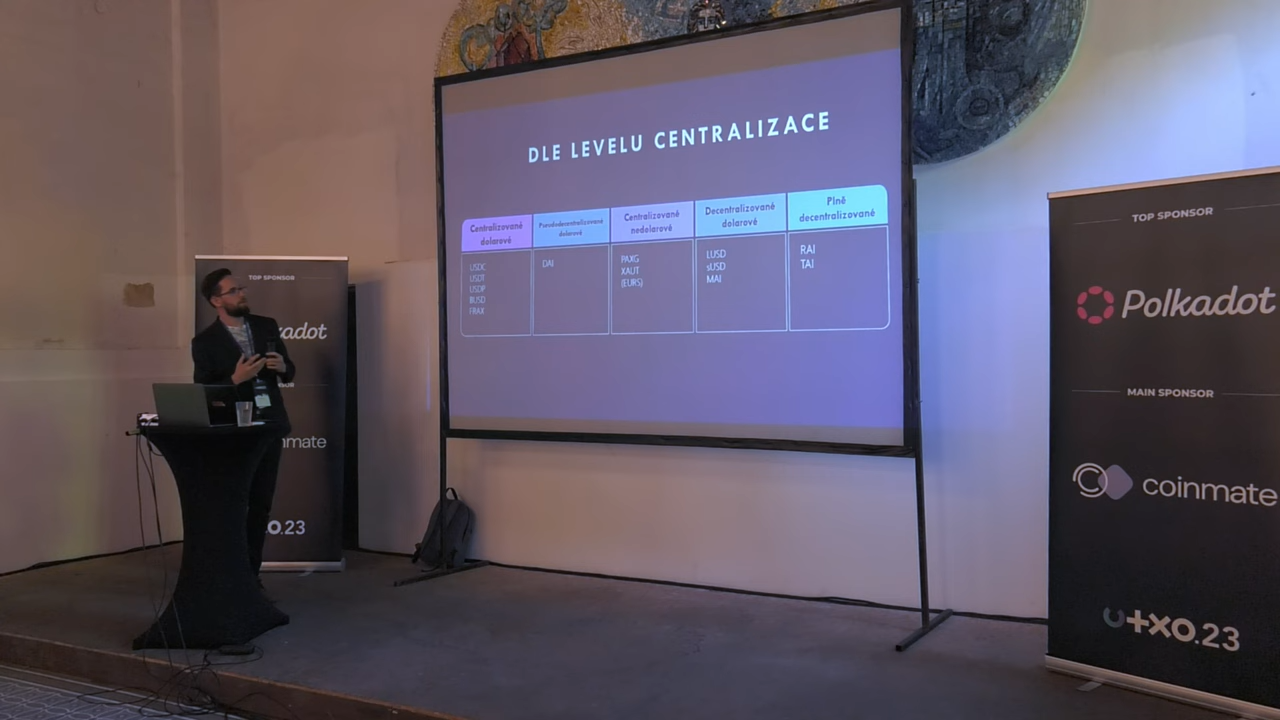 DLE LEVELU CENTRALIZACE
Centralizované
dolarové
USDC
USDT
USDP
BUSD
FRAX
Pseudodecentralizované
dolarové
DAI
Centralizované
nedolarové
PAXG
XAUT
(EURS)
Decentralizované
dolarové
LUSD
sUSD
MAI
Plně
decentralizované
RAI
TAI
TOP SPONSOR
kadot
nmate
xo.23
TOP SPONSOR
Polkadot
MAIN SPONSOR
coinmate
utxo.23